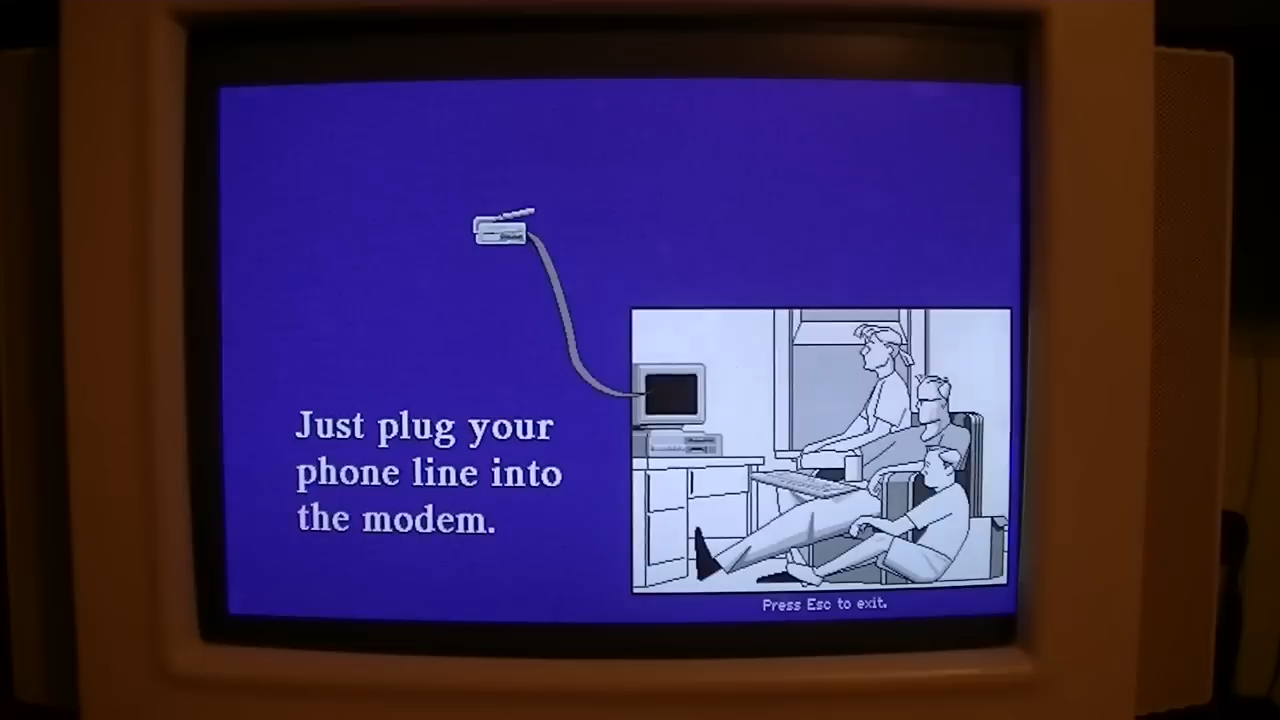 Just plug your
phone line into
the modem.
Press Esc to exit.